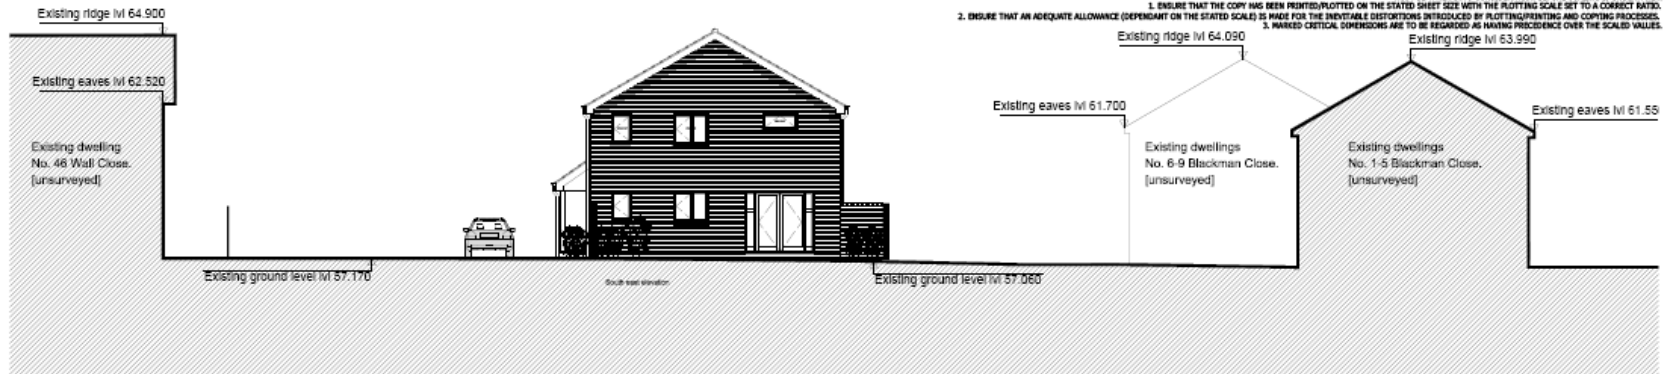 1. ENSURE THAT THE COPY HAS BEEN PRINTED/PLOTTED ON THE STATED SHEET SIZE WITH THE PLOTTING SCALE SET TO A CORRECT RATIO.
2. ENSURE THAT AN ADEQUATE ALLOWANCE (DEPENDANT ON THE STATED SCALE) IS MADE FOR THE INEVITABLE DISTORTIONS INTRODUCED BY PLOTTING/PRINTING AND COPYING PROCESSES.
3. MARKED CRITICAL DIMENSIONS ARE TO BE REGARDED AS HAVING PRECEDENCE OVER THE SCALED VALUES.
Existing ridge lvl 64.900
Existing ridge lvl 64.090
Existing ridge lvl 63.990
Existing eaves lvl 62.520
Existing eaves lvl 61.700
Existing eaves lvl 61.55
Existing dwelling
No. 46 Wall Close.
[unsurveyed]
Existing dwellings
No. 6-9 Blackman Close.
[unsurveyed]
Existing dwellings
No. 1-5 Blackman Close.
[unsurveyed]
Existing ground level lvl 57.170
South east elevation
Existing ground level lvl 57.060